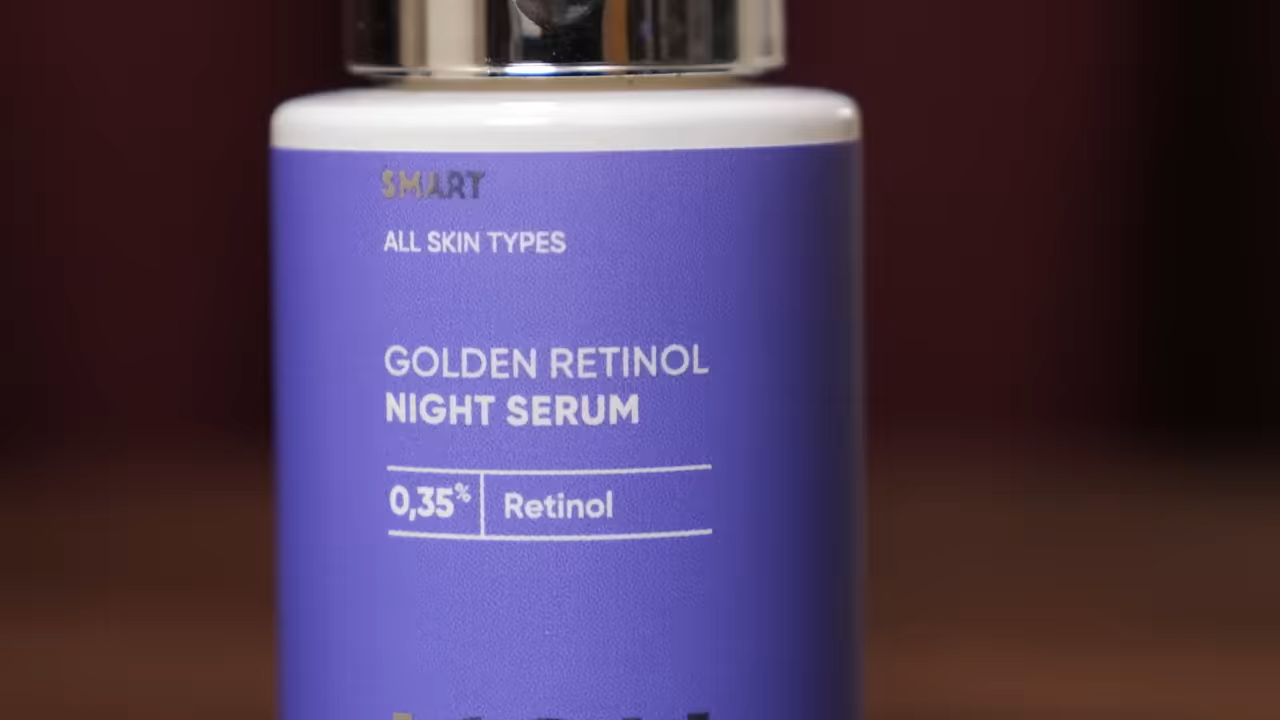 SMART
ALL SKIN TYPES
GOLDEN RETINOL
NIGHT SERUM
0,35% Retinol